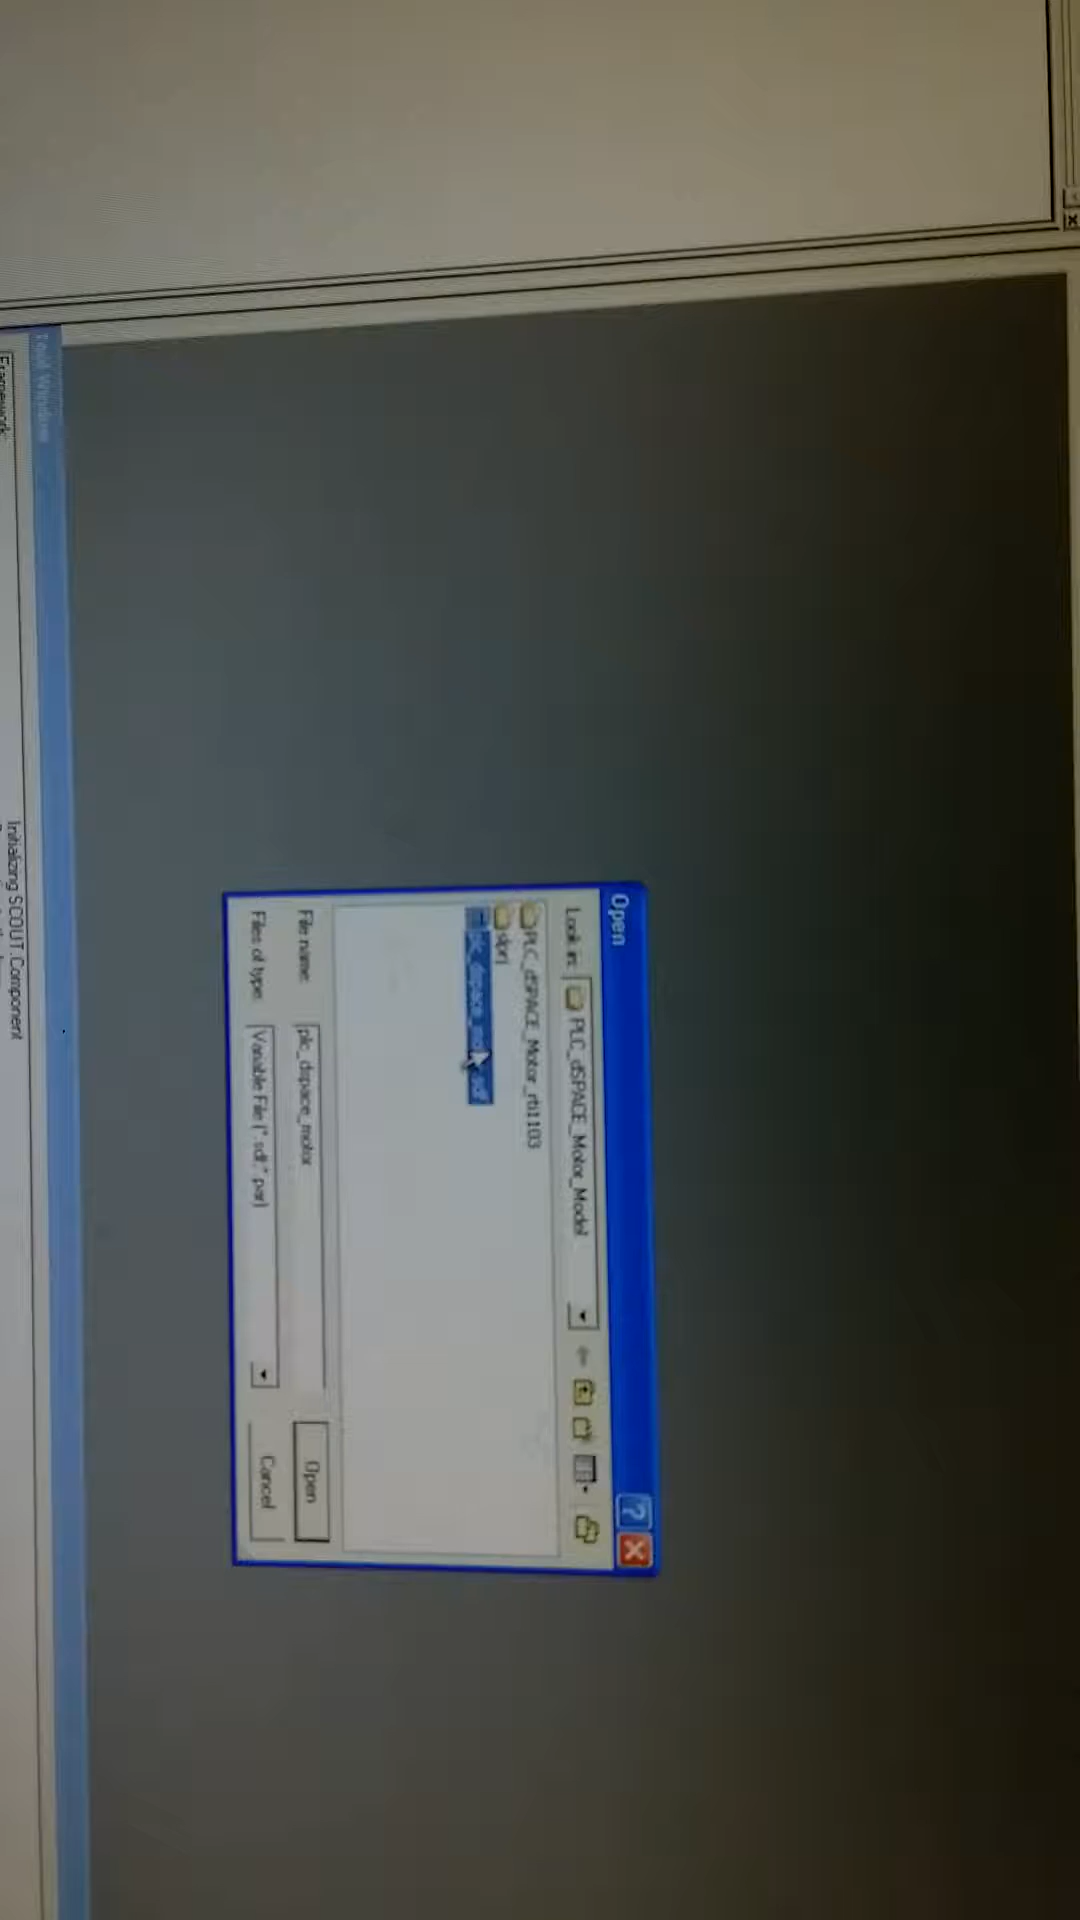 Open
Look in:
PLC_dSPACE_Motor_Model
PLC_dSPACE_Motor_rti1103
slprj
File name:
plc_dspace_motor
Open
Files of type:
Variable File (*.sdf;*.par)
Cancel
Initializing SCOUT.Component